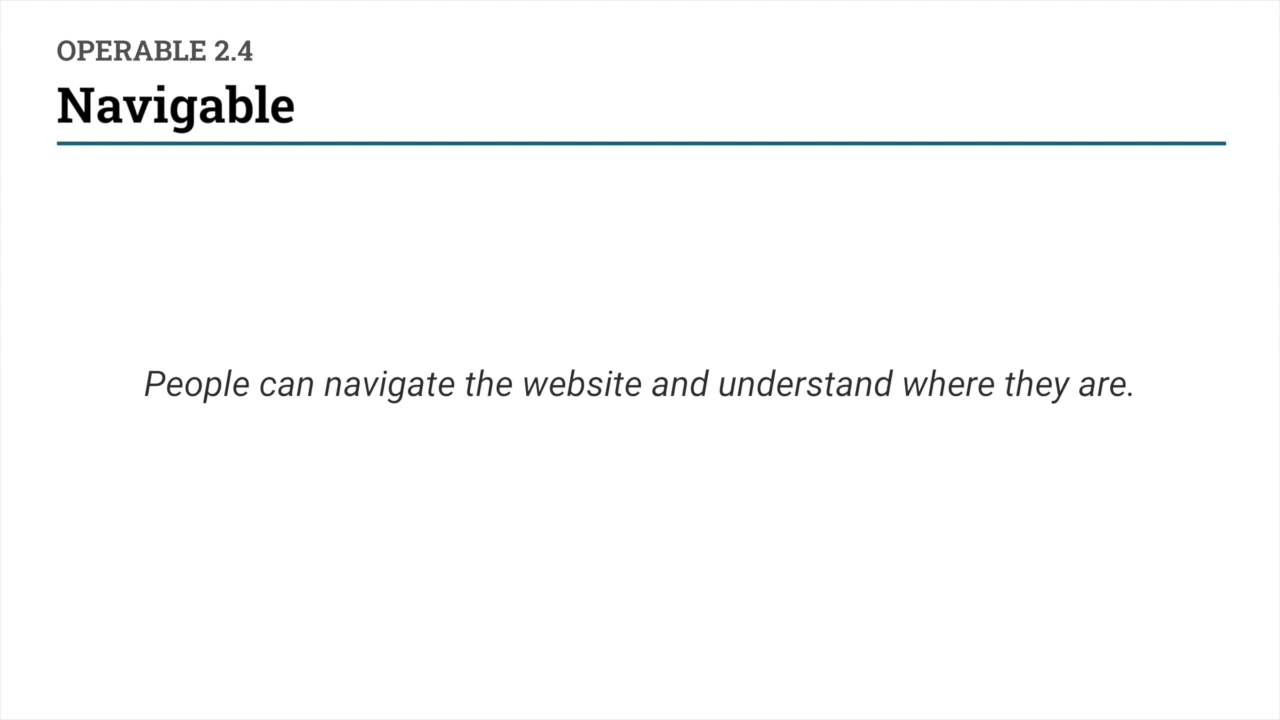 OPERABLE 2.4
Navigable
People can navigate the website and understand where they are.